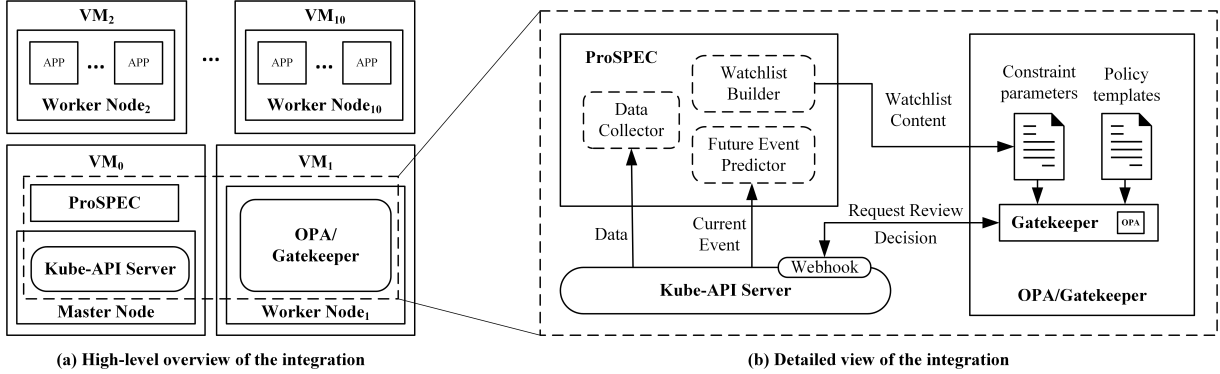 VM2
APP ... APP
Worker Node2
...
VM10
APP ... APP
Worker Node10
VM0
ProSPEC
Kube-API Server
Master Node
VM1
OPA/
Gatekeeper
Worker Node1
(a) High-level overview of the integration
ProSPEC
Data
Collector
Watchlist
Builder
Future Event
Predictor
Watchlist
Content
Constraint
parameters
Policy
templates
Gatekeeper
OPA
OPA/Gatekeeper
Request Review
Decision
Data
Current
Event
Webhook
Kube-API Server
(b) Detailed view of the integration